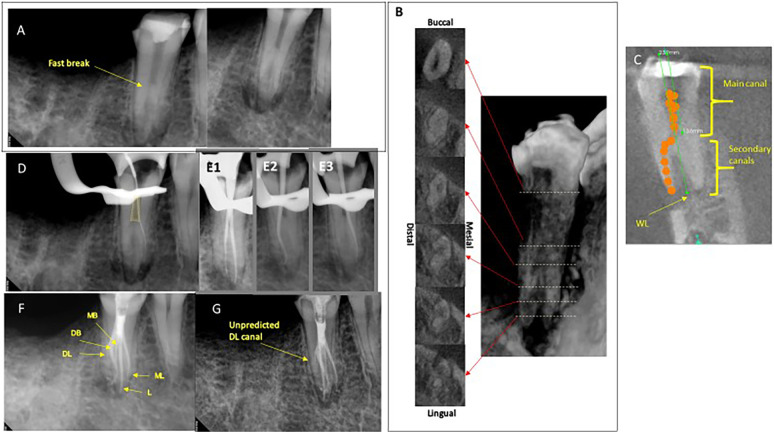 A
Fast break
B
Buccal
Distal
Mesial
Lingual
C
Main canal
Secondary
canals
WL
D
E1
E2
E3
F
MB
DB
DL
ML
L
G
Unpredicted
DL canal